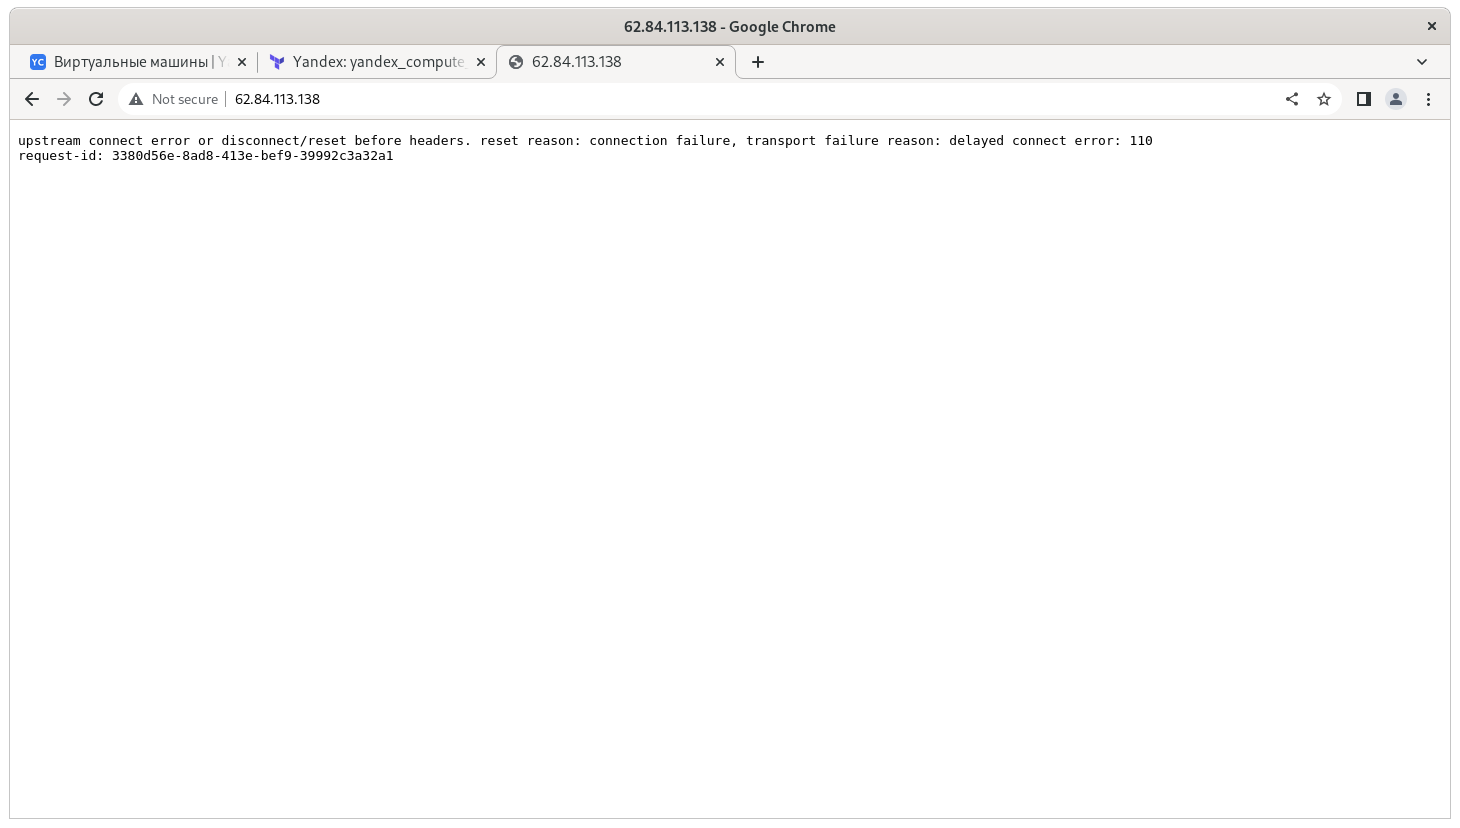 62.84.113.138 - Google Chrome
YC Виртуальные машины | Y
Yandex: yandex_compute_
62.84.113.138
Not secure | 62.84.113.138
upstream connect error or disconnect/reset before headers. reset reason: connection failure, transport failure reason: delayed connect error: 110
request-id: 3380d56e-8ad8-413e-bef9-39992c3a32a1